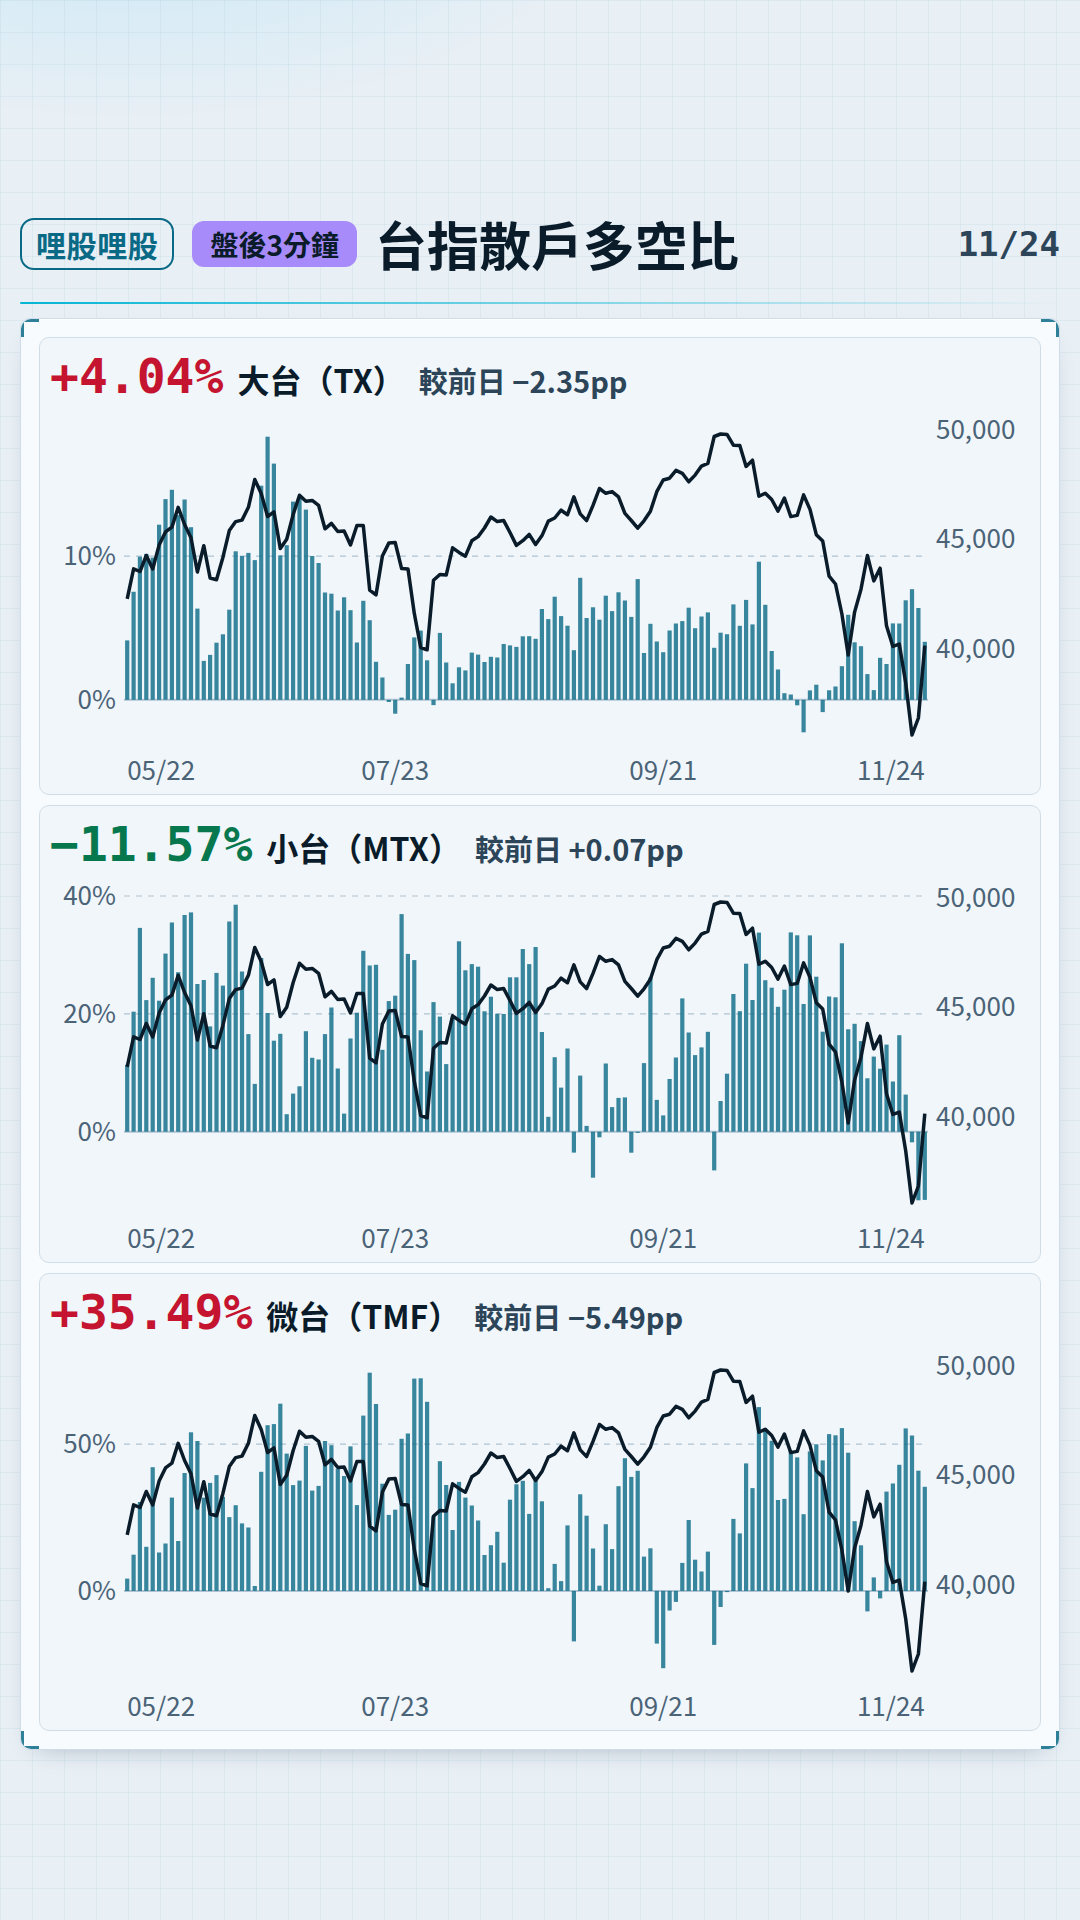 哩股哩股 盤後3分鐘 台指散戶多空比 11/24
+4.04% 大台（TX） 較前日 −2.35pp
50,000
45,000
10%
40,000
0%
05/22 07/23 09/21 11/24
−11.57% 小台（MTX） 較前日 +0.07pp
40% 50,000
20% 45,000
0% 40,000
05/22 07/23 09/21 11/24
+35.49% 微台（TMF） 較前日 −5.49pp
50,000
50%
45,000
0% 40,000
05/22 07/23 09/21 11/24